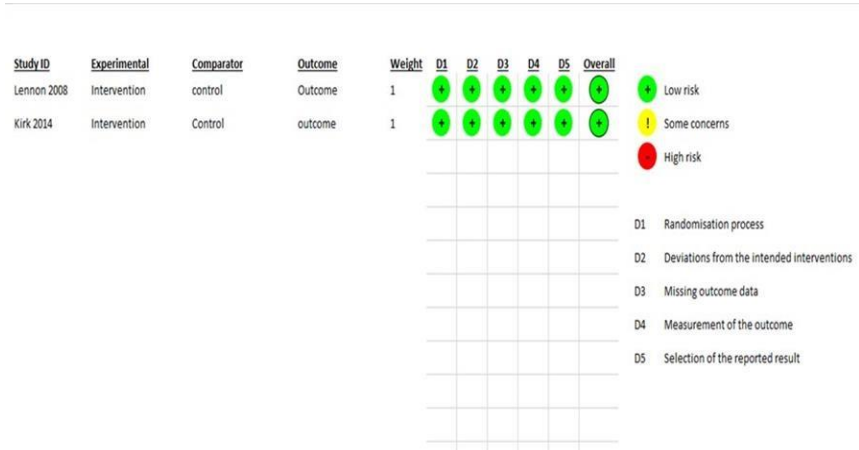 Study ID Experimental Comparator Outcome Weight D1 D2 D3 D4 D5 Overall
Lennon 2008 Intervention control Outcome 1 + + + + + +
Kirk 2014 Intervention Control outcome 1 + + + + + +
+ Low risk
! Some concerns
- High risk
D1 Randomisation process
D2 Deviations from the intended interventions
D3 Missing outcome data
D4 Measurement of the outcome
D5 Selection of the reported result